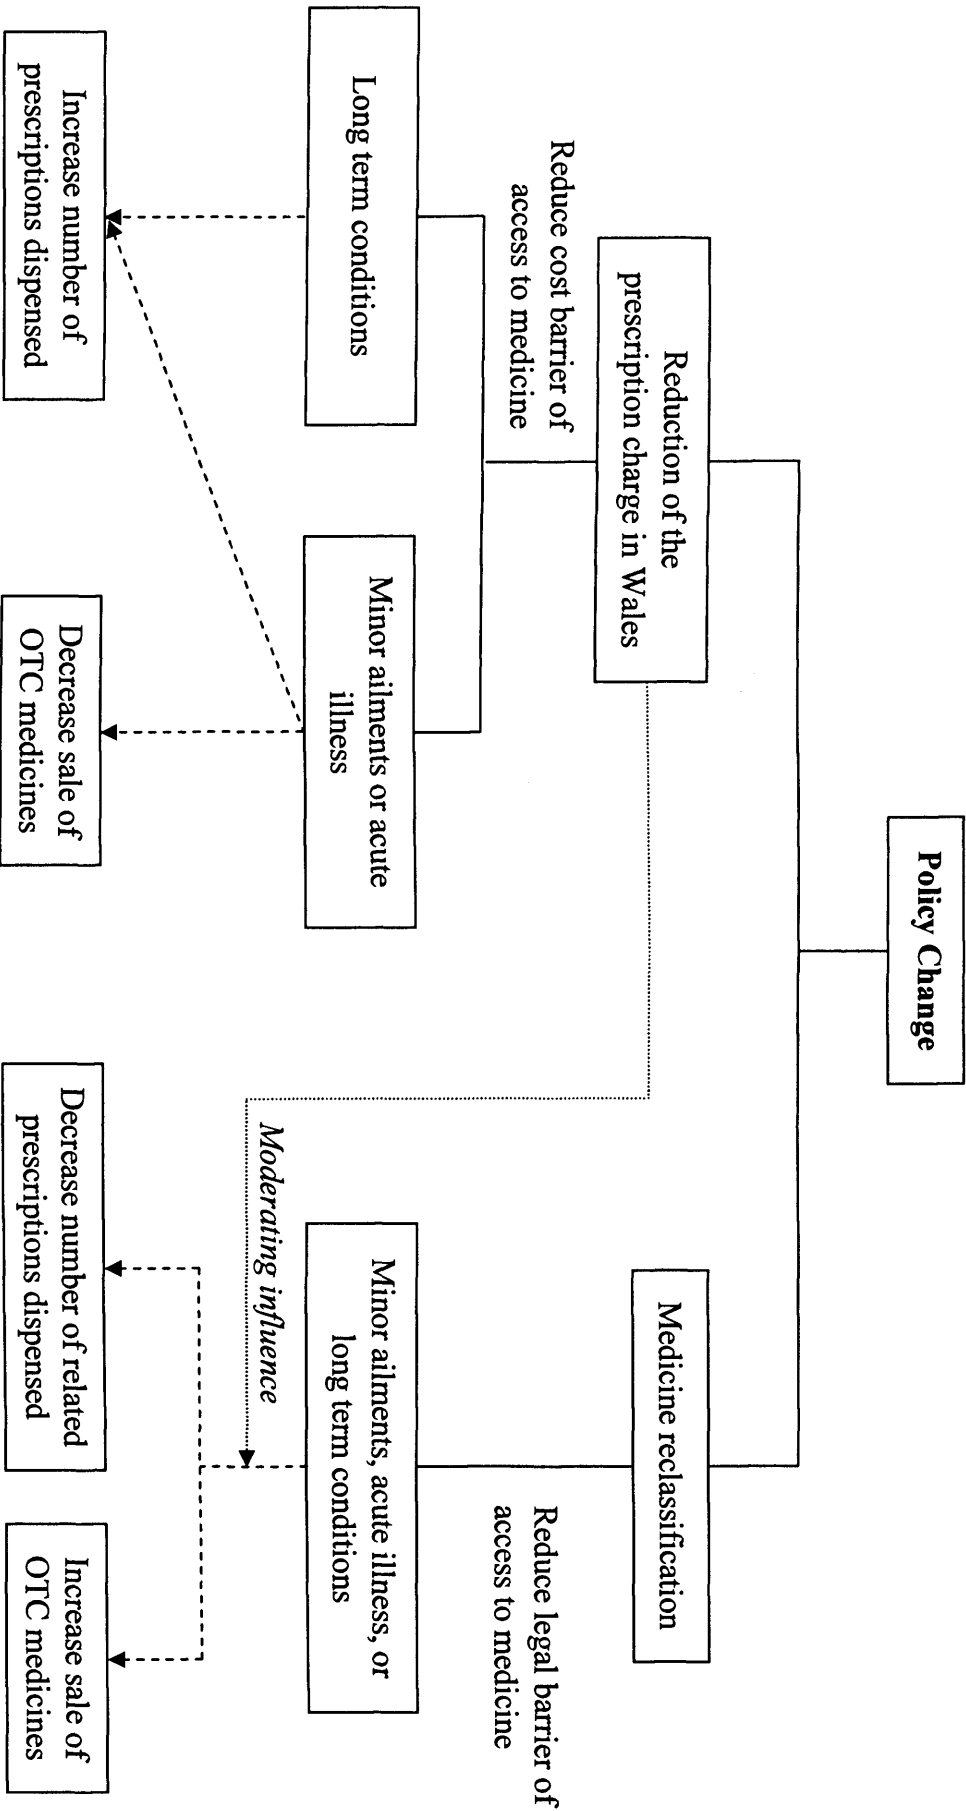 Policy Change
Reduction of the
prescription charge in Wales
Medicine reclassification
Reduce cost barrier of
access to medicine
Reduce legal barrier of
access to medicine
Long term conditions
Minor ailments or acute
illness
Minor ailments, acute illness, or
long term conditions
Moderating influence
Increase number of
prescriptions dispensed
Decrease sale of
OTC medicines
Decrease number of related
prescriptions dispensed
Increase sale of
OTC medicines